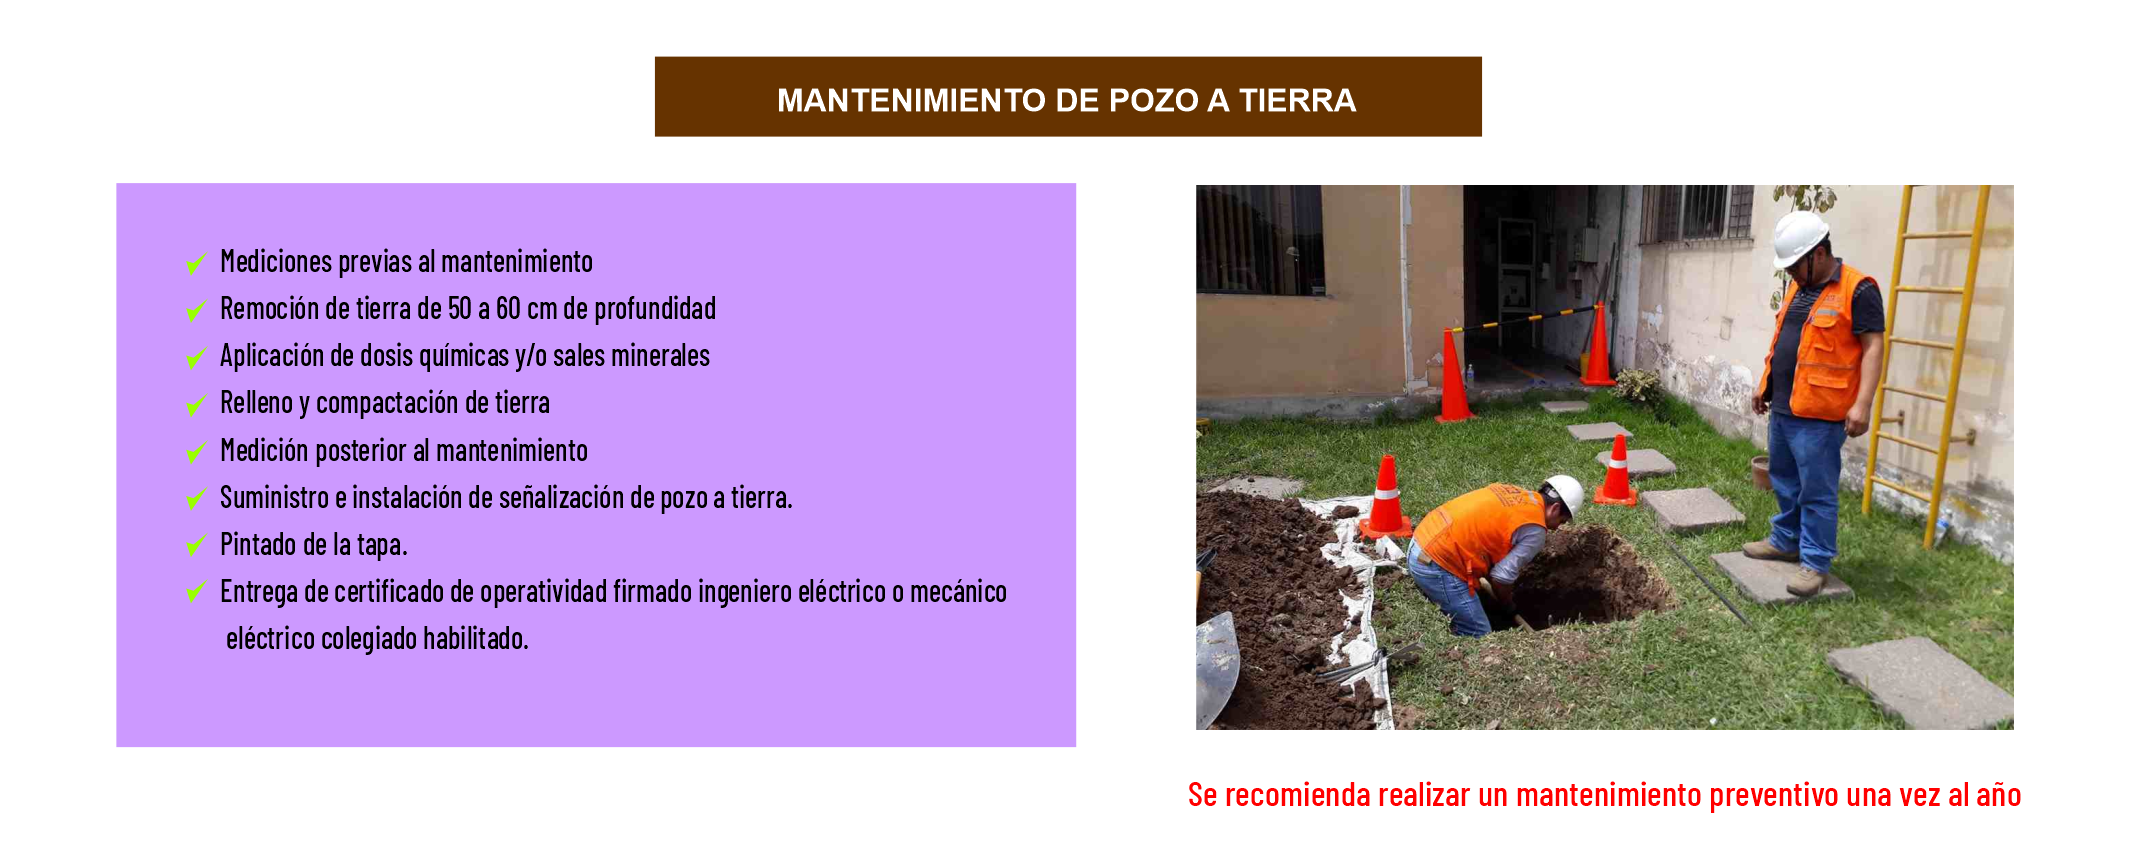 MANTENIMIENTO DE POZO A TIERRA
Mediciones previas al mantenimiento
Remoción de tierra de 50 a 60 cm de profundidad
Aplicación de dosis químicas y/o sales minerales
Relleno y compactación de tierra
Medición posterior al mantenimiento
Suministro e instalación de señalización de pozo a tierra.
Pintado de la tapa.
Entrega de certificado de operatividad firmado ingeniero eléctrico o mecánico
eléctrico colegiado habilitado.
Se recomienda realizar un mantenimiento preventivo una vez al año